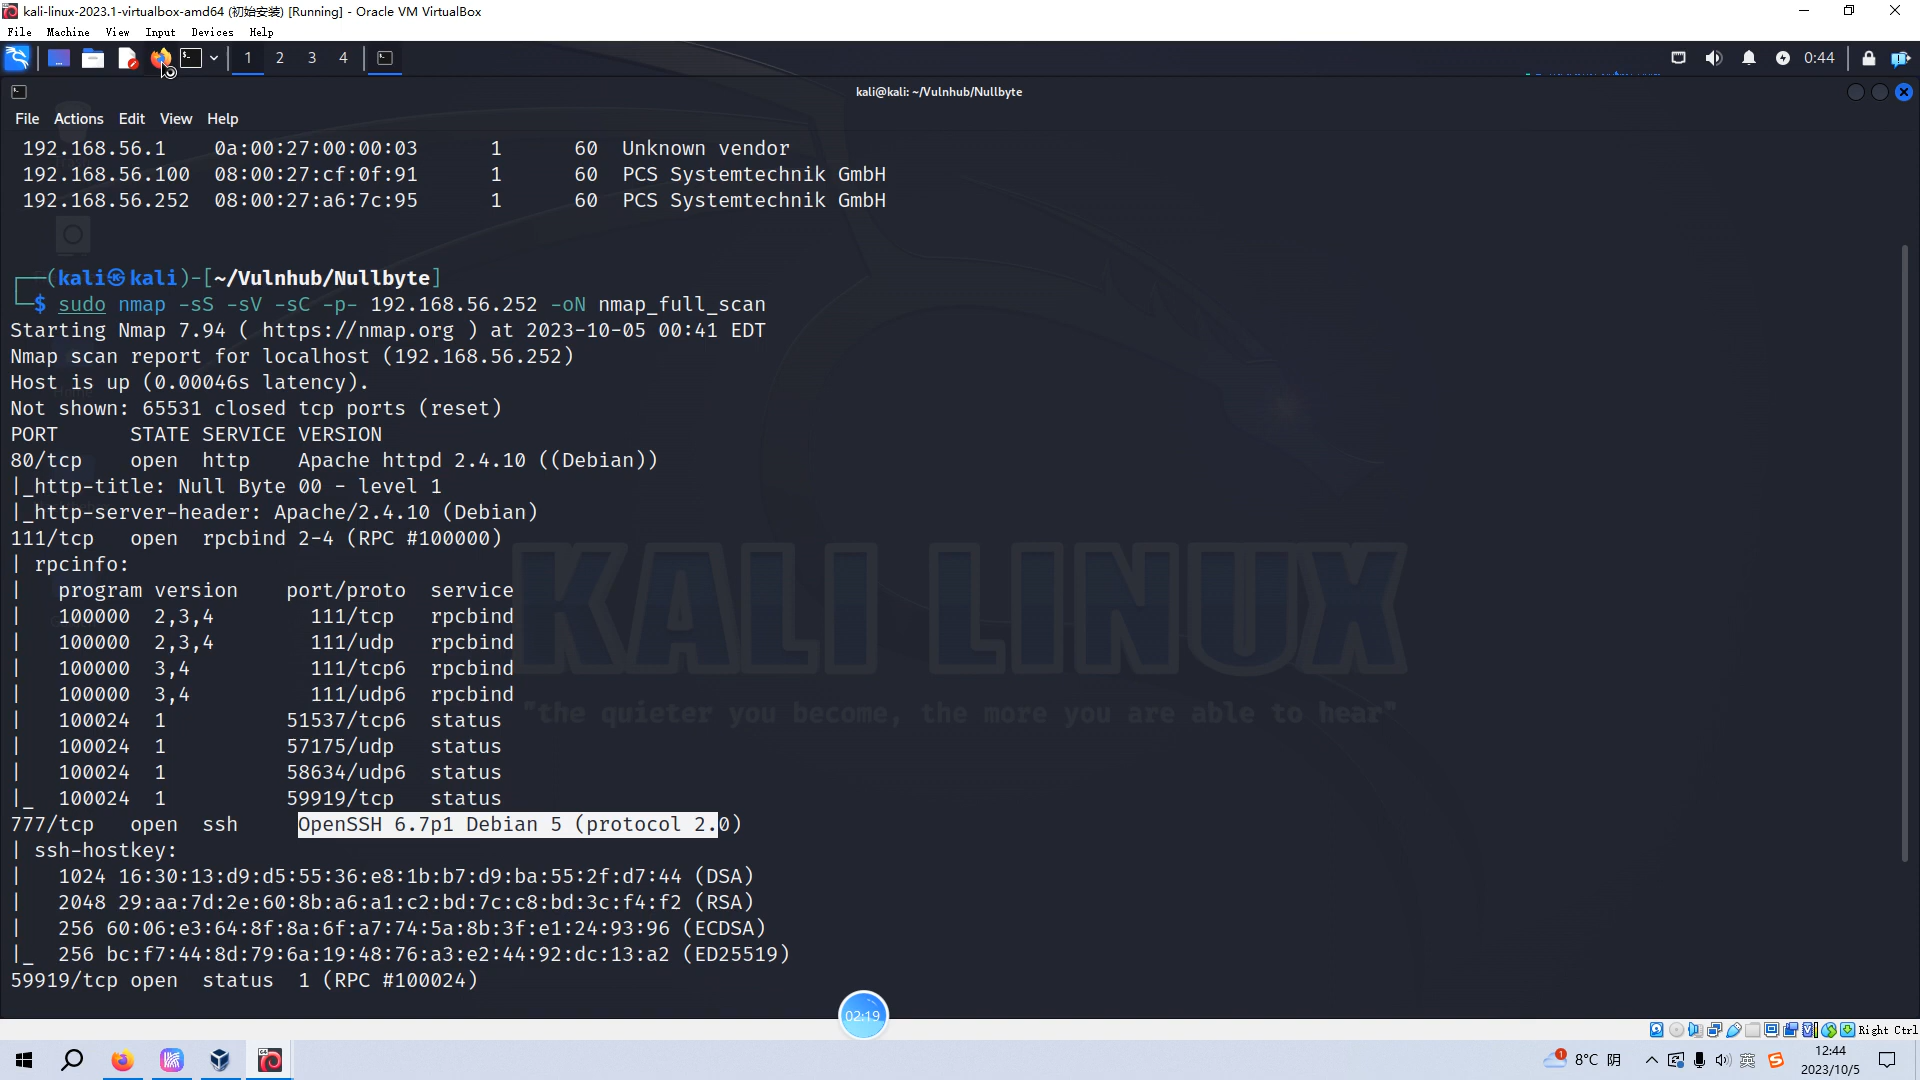 kali-linux-2023.1-virtualbox-amd64 (初始安装) [Running] - Oracle VM VirtualBox
File Machine View Input Devices Help
1 2 3 4 0:44
kali@kali: ~/Vulnhub/Nullbyte
File Actions Edit View Help
192.168.56.1 0a:00:27:00:00:03 1 60 Unknown vendor
192.168.56.100 08:00:27:cf:0f:91 1 60 PCS Systemtechnik GmbH
192.168.56.252 08:00:27:a6:7c:95 1 60 PCS Systemtechnik GmbH
┌──(kali㉿kali)-[~/Vulnhub/Nullbyte]
└─$ sudo nmap -sS -sV -sC -p- 192.168.56.252 -oN nmap_full_scan
Starting Nmap 7.94 ( https://nmap.org ) at 2023-10-05 00:41 EDT
Nmap scan report for localhost (192.168.56.252)
Host is up (0.00046s latency).
Not shown: 65531 closed tcp ports (reset)
PORT STATE SERVICE VERSION
80/tcp open http Apache httpd 2.4.10 ((Debian))
|_http-title: Null Byte 00 - level 1
|_http-server-header: Apache/2.4.10 (Debian)
111/tcp open rpcbind 2-4 (RPC #100000)
| rpcinfo:
| program version port/proto service
| 100000 2,3,4 111/tcp rpcbind
| 100000 2,3,4 111/udp rpcbind
| 100000 3,4 111/tcp6 rpcbind
| 100000 3,4 111/udp6 rpcbind
| 100024 1 51537/tcp6 status
| 100024 1 57175/udp status
| 100024 1 58634/udp6 status
|_ 100024 1 59919/tcp status
777/tcp open ssh OpenSSH 6.7p1 Debian 5 (protocol 2.0)
| ssh-hostkey:
| 1024 16:30:13:d9:d5:55:36:e8:1b:b7:d9:ba:55:2f:d7:44 (DSA)
| 2048 29:aa:7d:2e:60:8b:a6:a1:c2:bd:7c:c8:bd:3c:f4:f2 (RSA)
| 256 60:06:e3:64:8f:8a:6f:a7:74:5a:8b:3f:e1:24:93:96 (ECDSA)
|_ 256 bc:f7:44:8d:79:6a:19:48:76:a3:e2:44:92:dc:13:a2 (ED25519)
59919/tcp open status 1 (RPC #100024)
KALI LINUX
"the quieter you become, the more you are able to hear"
02:19
Right Ctrl
1 8°C 阴 英 12:44
2023/10/5